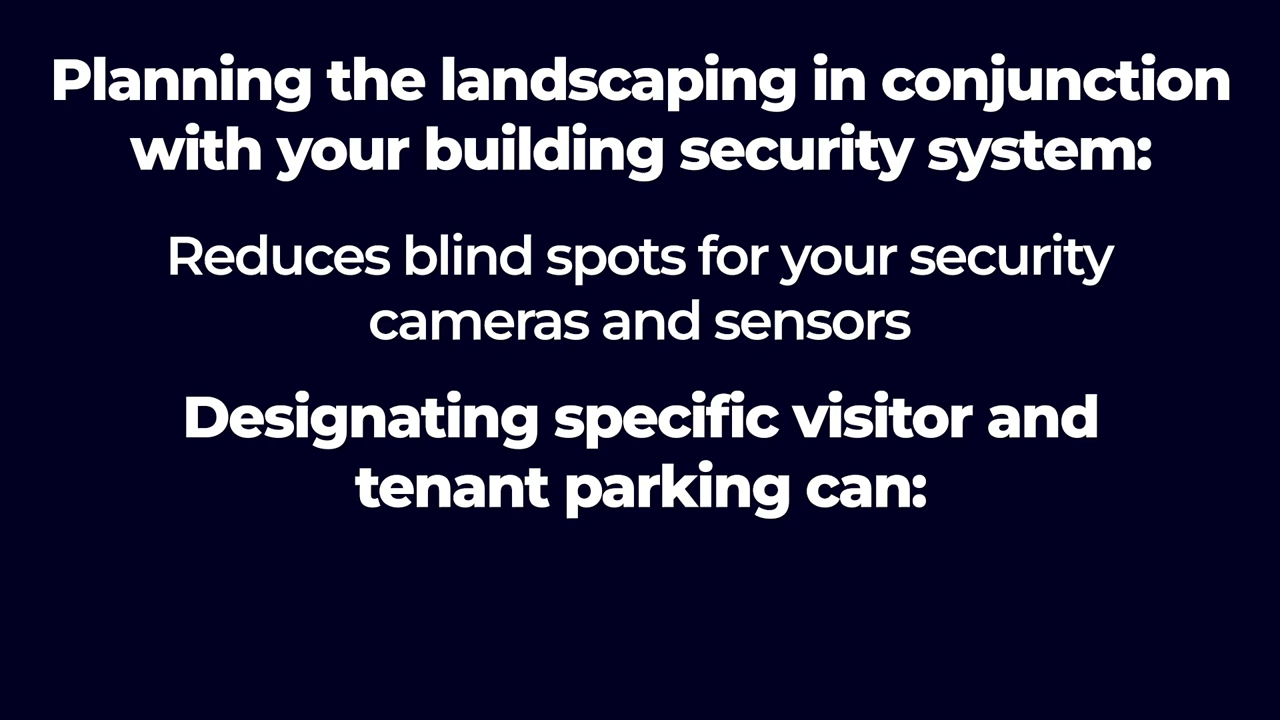 Planning the landscaping in conjunction
with your building security system:
Reduces blind spots for your security
cameras and sensors
Designating specific visitor and
tenant parking can: